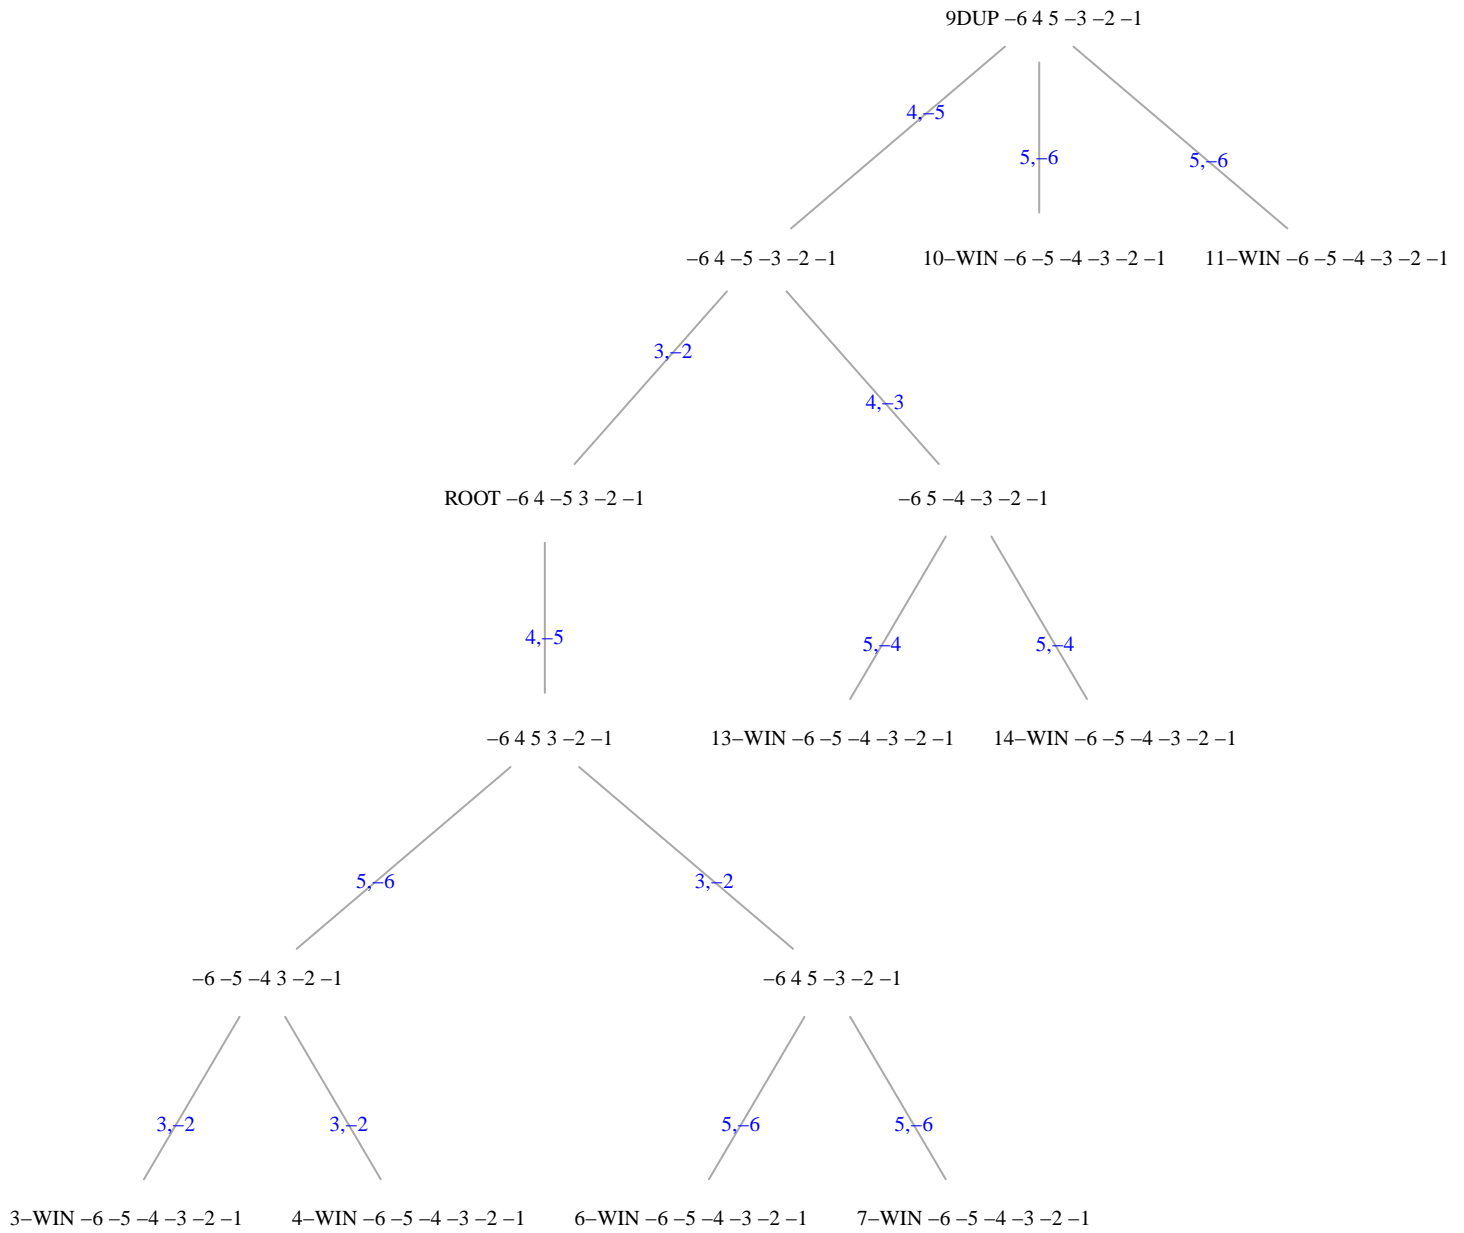 9DUP –6 4 5 –3 –2 –1
4,–5
5,–6
5,–6
–6 4 –5 –3 –2 –1
10–WIN –6 –5 –4 –3 –2 –1
11–WIN –6 –5 –4 –3 –2 –1
3,–2
4,–3
ROOT –6 4 –5 3 –2 –1
–6 5 –4 –3 –2 –1
4,–5
5,–4
5,–4
–6 4 5 3 –2 –1
13–WIN –6 –5 –4 –3 –2 –1
14–WIN –6 –5 –4 –3 –2 –1
5,–6
3,–2
–6 –5 –4 3 –2 –1
–6 4 5 –3 –2 –1
3,–2
3,–2
5,–6
5,–6
3–WIN –6 –5 –4 –3 –2 –1
4–WIN –6 –5 –4 –3 –2 –1
6–WIN –6 –5 –4 –3 –2 –1
7–WIN –6 –5 –4 –3 –2 –1